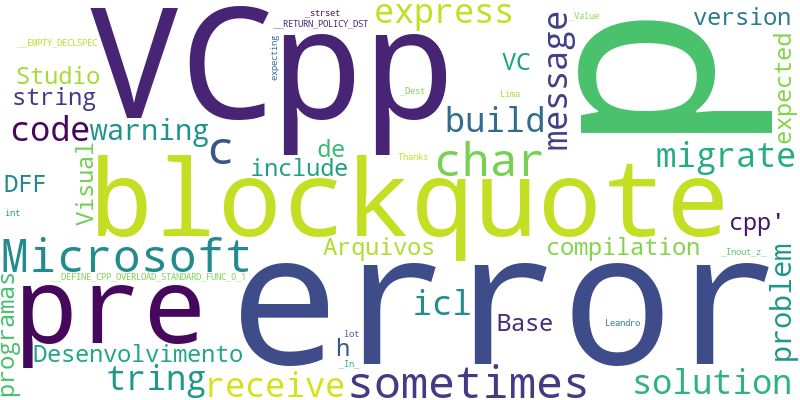 _strset
__RETURN_POLICY_DST
express
_Value
version
__EMPTY_DECLSPEC
VCpp
d
message
expected
Studio
expecting
VC
string
_Dest
Lima
code
warning
c
build
de
include
Thanks
char
migrate
Visual
DFF
blockquote
int
cpp'
Microsoft
Arquivos
compilation
_Inout_z_
__DEFINE_CPP_OVERLOAD_STANDARD_FUNC_0_1
error
problem
programas
pre
icl
Base
Leandro
Desenvolvimento
lot
h
_In_
tring
receive
sometimes
solution